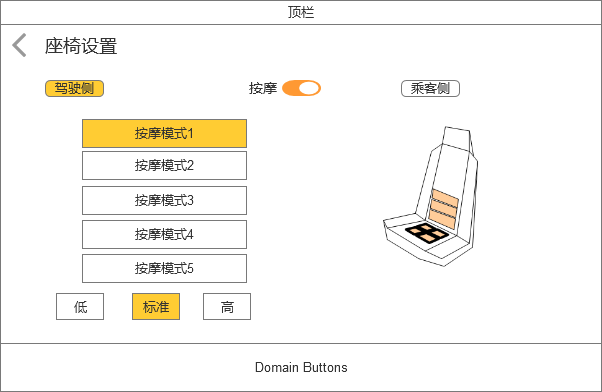 顶栏
座椅设置
驾驶侧 按摩 乘客侧
按摩模式1
按摩模式2
按摩模式3
按摩模式4
按摩模式5
低 标准 高
Domain Buttons